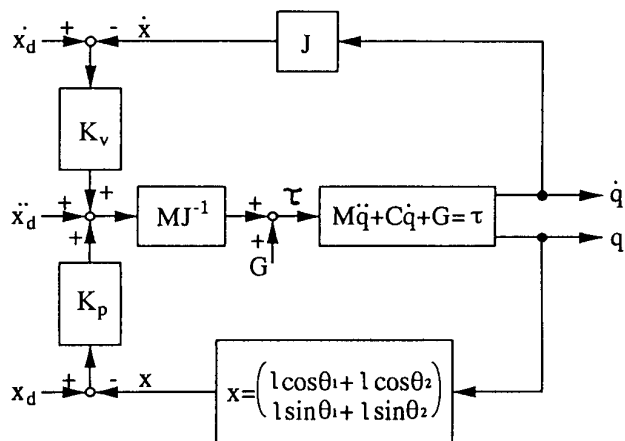 ẋd + - ẋ J
Kv
ẍd + + + MJ⁻¹ + τ Mq̈+Cq̇+G=τ q̇
+ G q
Kp
xd + - x x=(lcosθ₁+lcosθ₂
lsinθ₁+lsinθ₂)